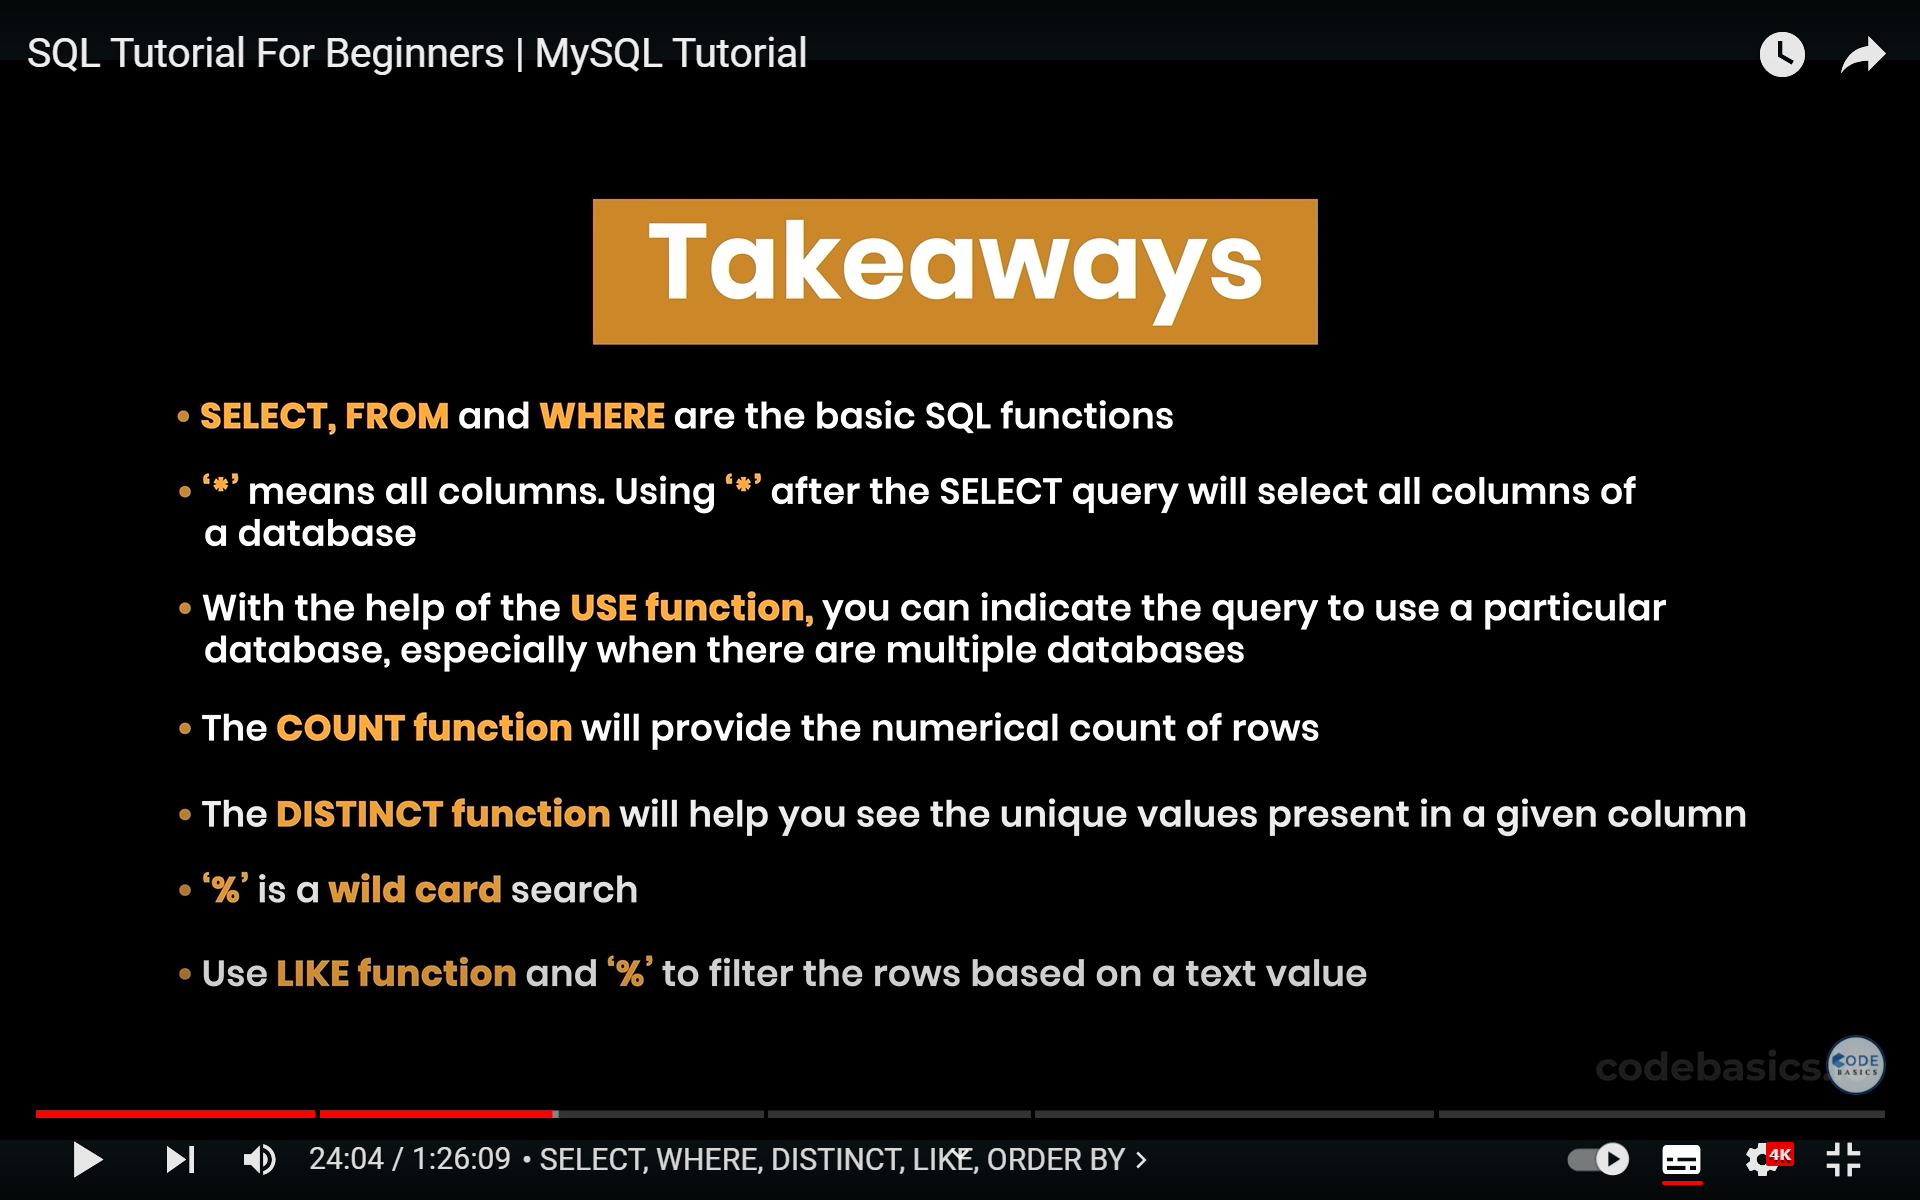 SQL Tutorial For Beginners | MySQL Tutorial
Takeaways
• SELECT, FROM and WHERE are the basic SQL functions
• ‘*’ means all columns. Using ‘*’ after the SELECT query will select all columns of
a database
• With the help of the USE function, you can indicate the query to use a particular
database, especially when there are multiple databases
• The COUNT function will provide the numerical count of rows
• The DISTINCT function will help you see the unique values present in a given column
• ‘%’ is a wild card search
• Use LIKE function and ‘%’ to filter the rows based on a text value
codebasics.
CODE
BASICS
24:04 / 1:26:09 • SELECT, WHERE, DISTINCT, LIKE, ORDER BY >
4K